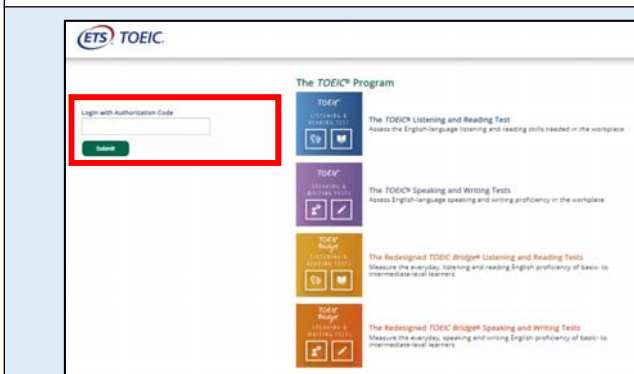 ETS TOEIC.
The TOEIC® Program
Login with Authorization Code
Submit
TOEIC
LISTENING &
READING TEST
The TOEIC® Listening and Reading Test
Assess the English-language listening and reading skills needed in the workplace
TOEIC
SPEAKING &
WRITING TESTS
The TOEIC® Speaking and Writing Tests
Assess English-language speaking and writing proficiency in the workplace
TOEIC
Bridge
LISTENING &
READING TESTS
The Redesigned TOEIC Bridge® Listening and Reading Tests
Measure the everyday, listening and reading English proficiency of basic- to
intermediate-level learners
TOEIC
Bridge
SPEAKING &
WRITING TESTS
The Redesigned TOEIC Bridge® Speaking and Writing Tests
Measure the everyday, speaking and writing English proficiency of basic- to
intermediate-level learners